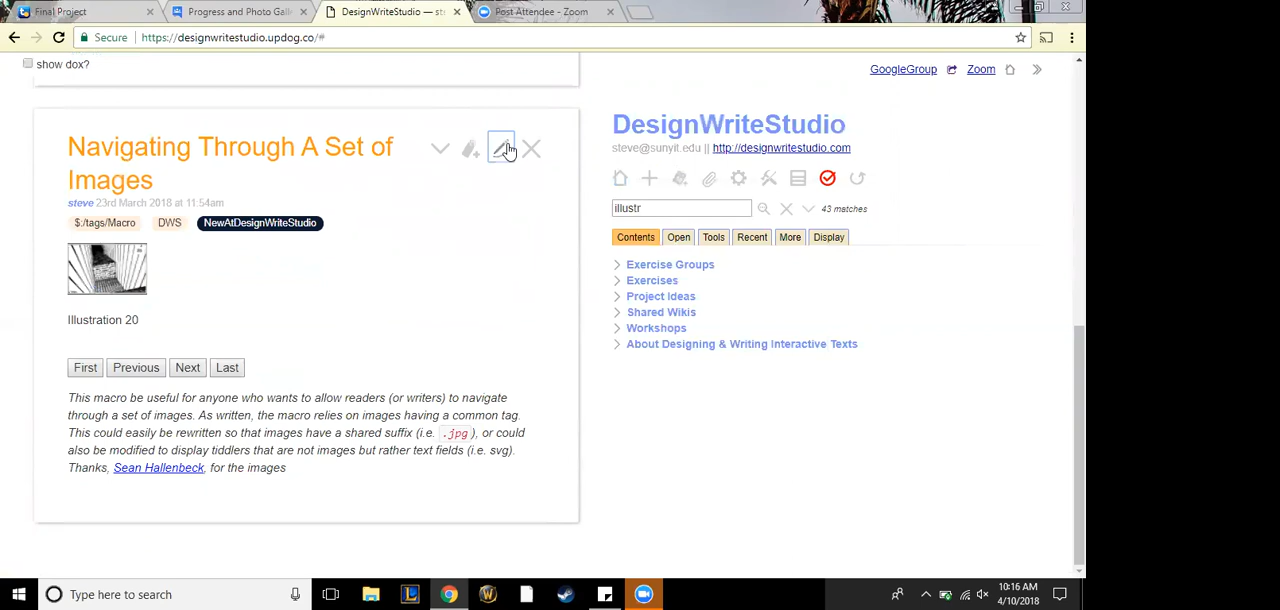 Final Project
Progress and Photo Gall
DesignWriteStudio — str
Post Attendee - Zoom
Secure
https://designwritestudio.updog.co/#
show dox?
GoogleGroup
Zoom
Navigating Through A Set of
Images
steve 23rd March 2018 at 11.54am
$:/tags/Macro
DWS
NewAtDesignWriteStudio
Illustration 20
First
Previous
Next
Last
This macro be useful for anyone who wants to allow readers (or writers) to navigate
through a set of images. As written, the macro relies on images having a common tag.
This could easily be rewritten so that images have a shared suffix (i.e. .jpg), or could
also be modified to display tiddlers that are not images but rather text fields (i.e. svg).
Thanks, Sean Hallenbeck, for the images
DesignWriteStudio
steve@sunyit.edu || http://designwritestudio.com
illustr
43 matches
Contents
Open
Tools
Recent
More
Display
Exercise Groups
Exercises
Project Ideas
Shared Wikis
Workshops
About Designing & Writing Interactive Texts
Type here to search
10:16 AM
4/10/2018